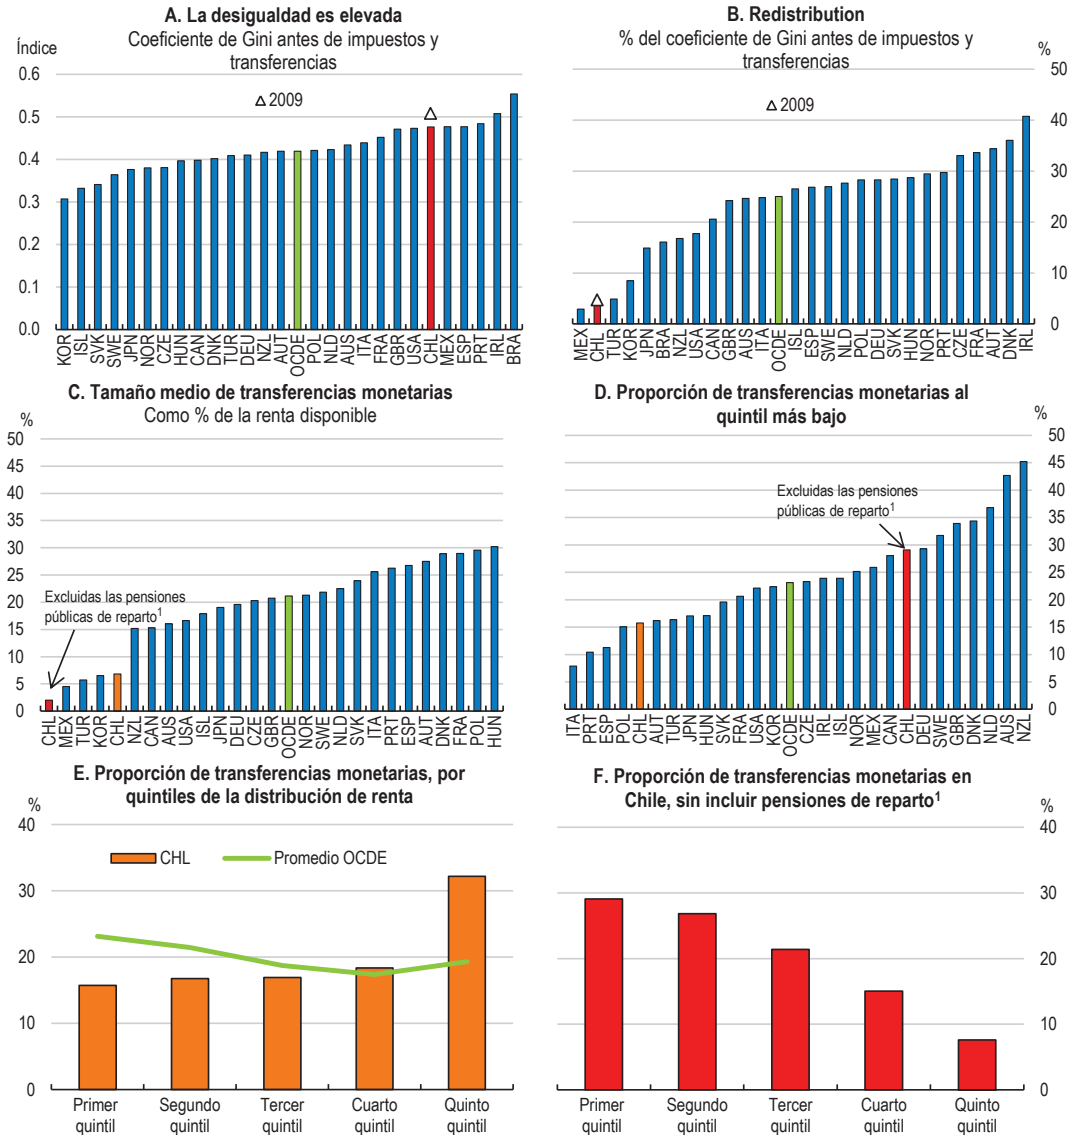 A. La desigualdad es elevada
Coeficiente de Gini antes de impuestos y
transferencias
Índice
0.6
0.5
0.4
0.3
0.2
0.1
0.0
2009
KOR ISL SVK SWE JPN NOR CZE HUN CAN DNK TUR DEU NZL AUT OCDE POL NLD AUS ITA FRA GBR USA CHL MEX ESP PRT IRL BRA
B. Redistribution
% del coeficiente de Gini antes de impuestos y
transferencias
%
50
40
30
20
10
0
2009
MEX CHL TUR KOR JPN BRA NZL USA CAN GBR AUS ITA OCDE ISL ESP SWE NLD POL DEU SVK HUN NOR PRT CZE FRA AUT DNK IRL
C. Tamaño medio de transferencias monetarias
Como % de la renta disponible
%
50
45
40
35
30
25
20
15
10
5
0
Excluidas las pensiones
públicas de reparto1
CHL MEX TUR KOR CHL NZL CAN AUS USA ISL JPN DEU CZE GBR OCDE NOR SWE NLD SVK ITA PRT ESP AUT DNK FRA POL HUN
D. Proporción de transferencias monetarias al
quintil más bajo
%
50
45
40
35
30
25
20
15
10
5
0
Excluidas las pensiones
públicas de reparto1
ITA PRT ESP POL CHL AUT TUR JPN HUN SVK FRA USA KOR OCDE CZE IRL ISL NOR MEX CAN CHL DEU SWE GBR DNK NLD AUS NZL
E. Proporción de transferencias monetarias, por
quintiles de la distribución de renta
%
40
30
20
10
0
CHL
Promedio OCDE
Primer quintil
Segundo quintil
Tercer quintil
Cuarto quintil
Quinto quintil
F. Proporción de transferencias monetarias en
Chile, sin incluir pensiones de reparto1
%
40
30
20
10
0
Primer quintil
Segundo quintil
Tercer quintil
Cuarto quintil
Quinto quintil